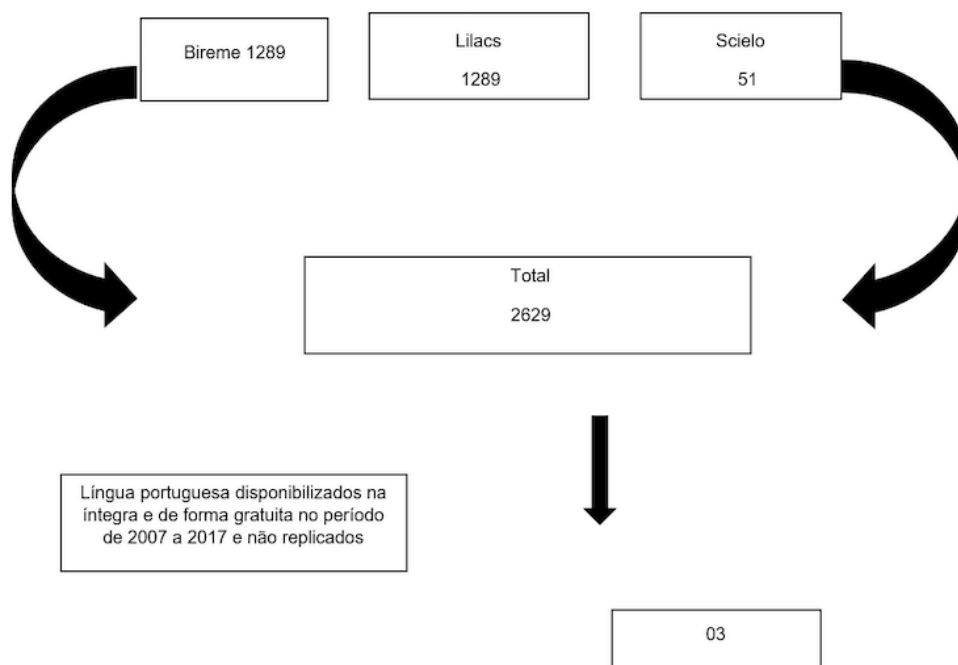 Bireme 1289
Lilacs
1289
Scielo
51
Total
2629
Língua portuguesa disponibilizados na
íntegra e de forma gratuita no período
de 2007 a 2017 e não replicados
03